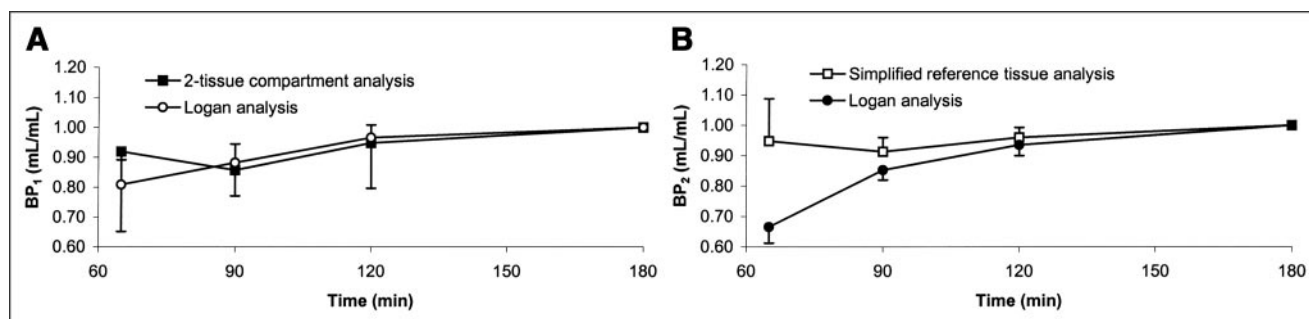 A
1.20
1.10
1.00
0.90
0.80
0.70
0.60
BP1 (mL/mL)
2-tissue compartment analysis
Logan analysis
60
90
120
150
180
Time (min)
B
1.20
1.10
1.00
0.90
0.80
0.70
0.60
BP2 (mL/mL)
Simplified reference tissue analysis
Logan analysis
60
90
120
150
180
Time (min)